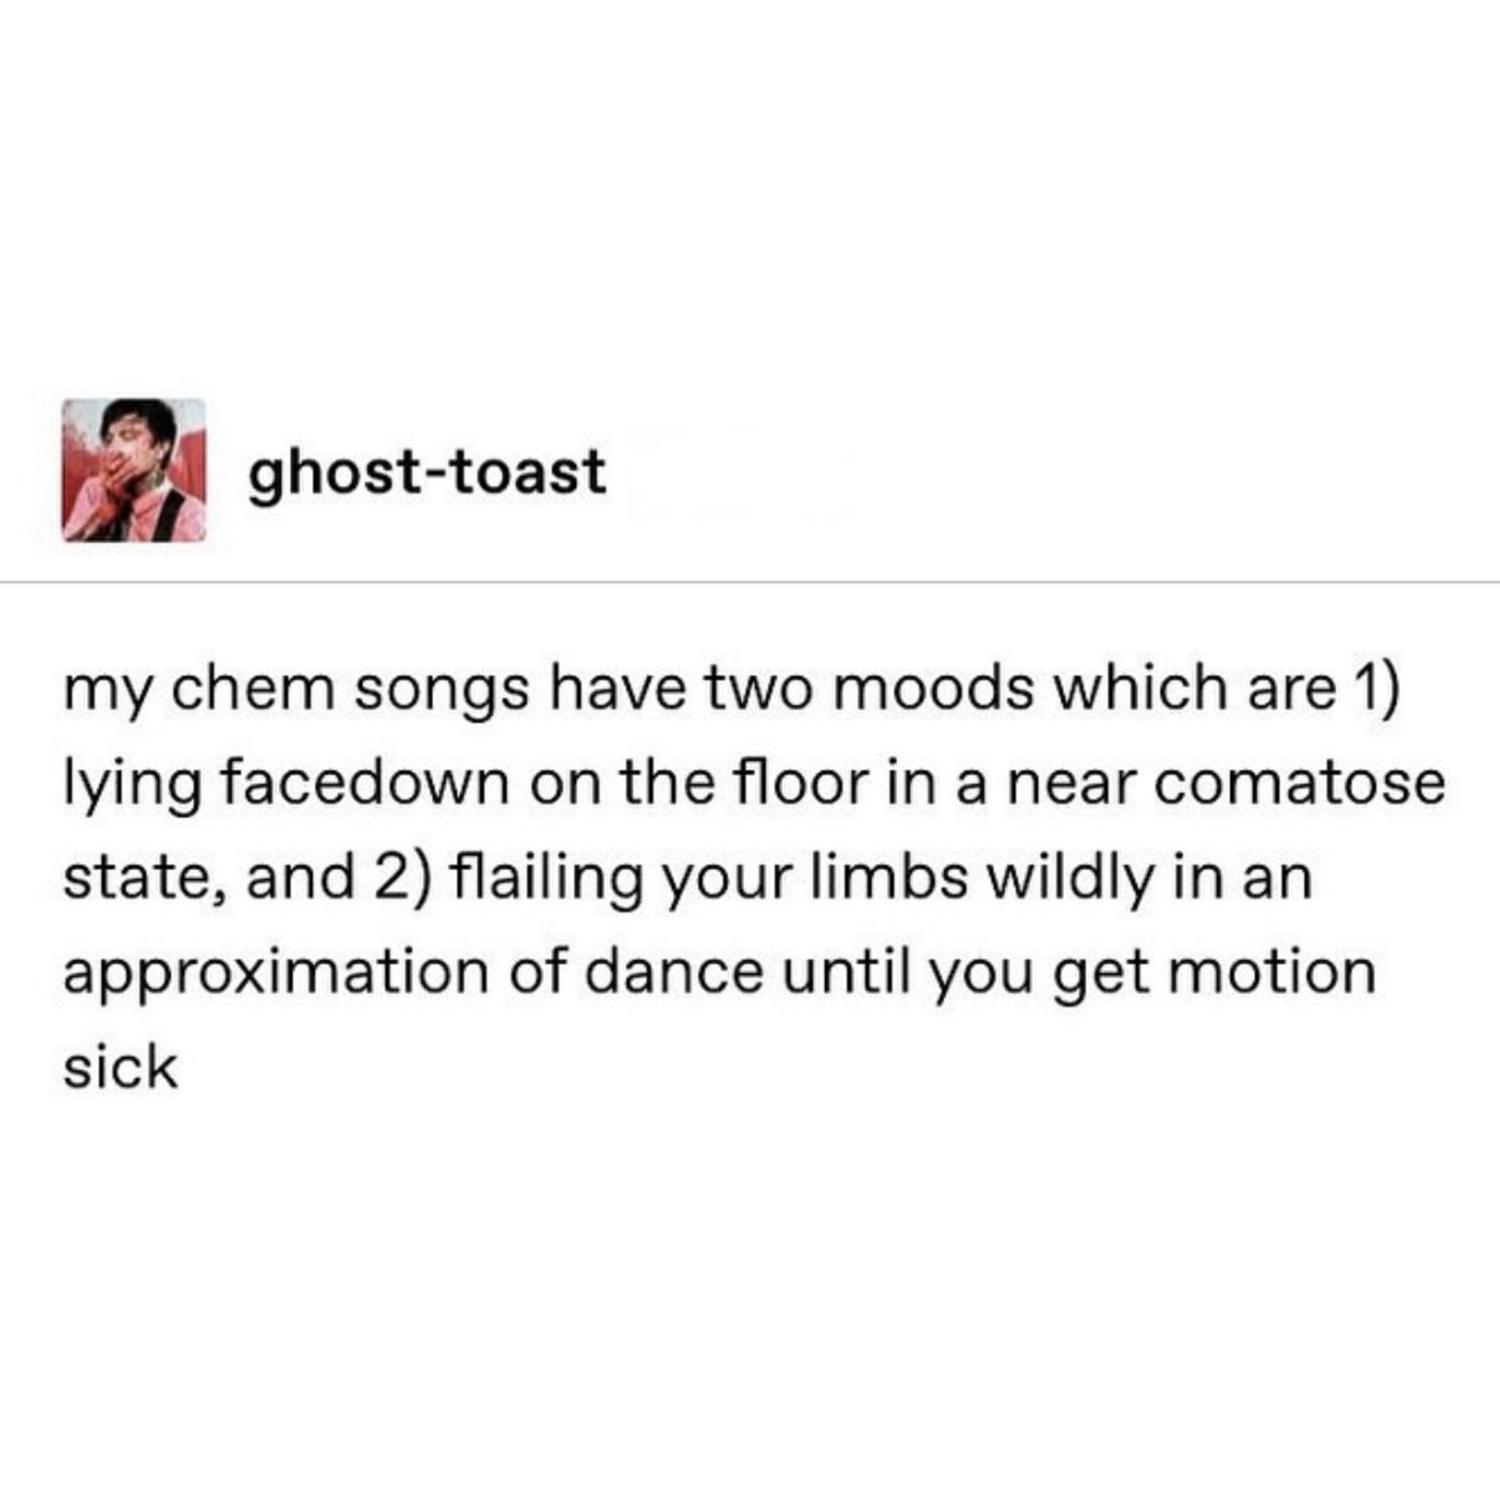 ghost-toast
my chem songs have two moods which are 1)
lying facedown on the floor in a near comatose
state, and 2) flailing your limbs wildly in an
approximation of dance until you get motion
sick